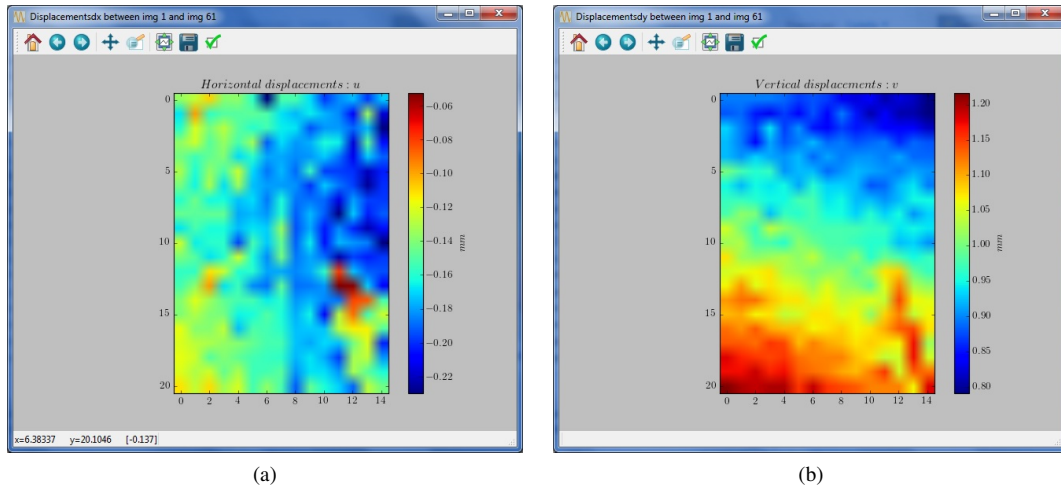 Displacementsdx between img 1 and img 61
Horizontal displacements : u
0
5
10
15
20
0 2 4 6 8 10 12 14
−0.06
−0.08
−0.10
−0.12
−0.14
−0.16
−0.18
−0.20
−0.22
mm
x=6.38337 y=20.1046 [-0.137]
(a)
Displacementsdy between img 1 and img 61
Vertical displacements : v
0
5
10
15
20
0 2 4 6 8 10 12 14
1.20
1.15
1.10
1.05
1.00
0.95
0.90
0.85
0.80
mm
(b)